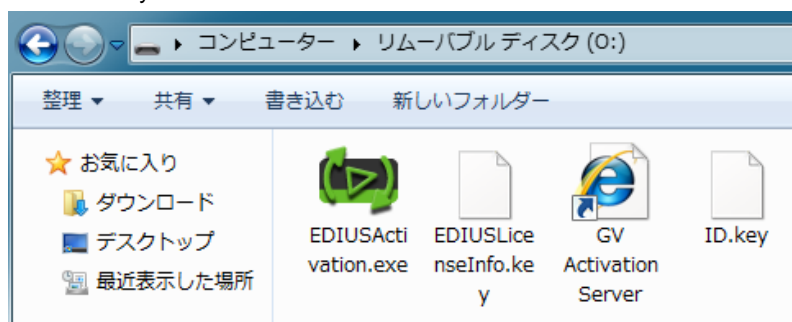 コンピューター ▶ リムーバブル ディスク (O:)
整理 ▼ 共有 ▼ 書き込む 新しいフォルダー
お気に入り
ダウンロード
デスクトップ
最近表示した場所
EDIUSActi
vation.exe
EDIUSLice
nseInfo.ke
y
GV
Activation
Server
ID.key